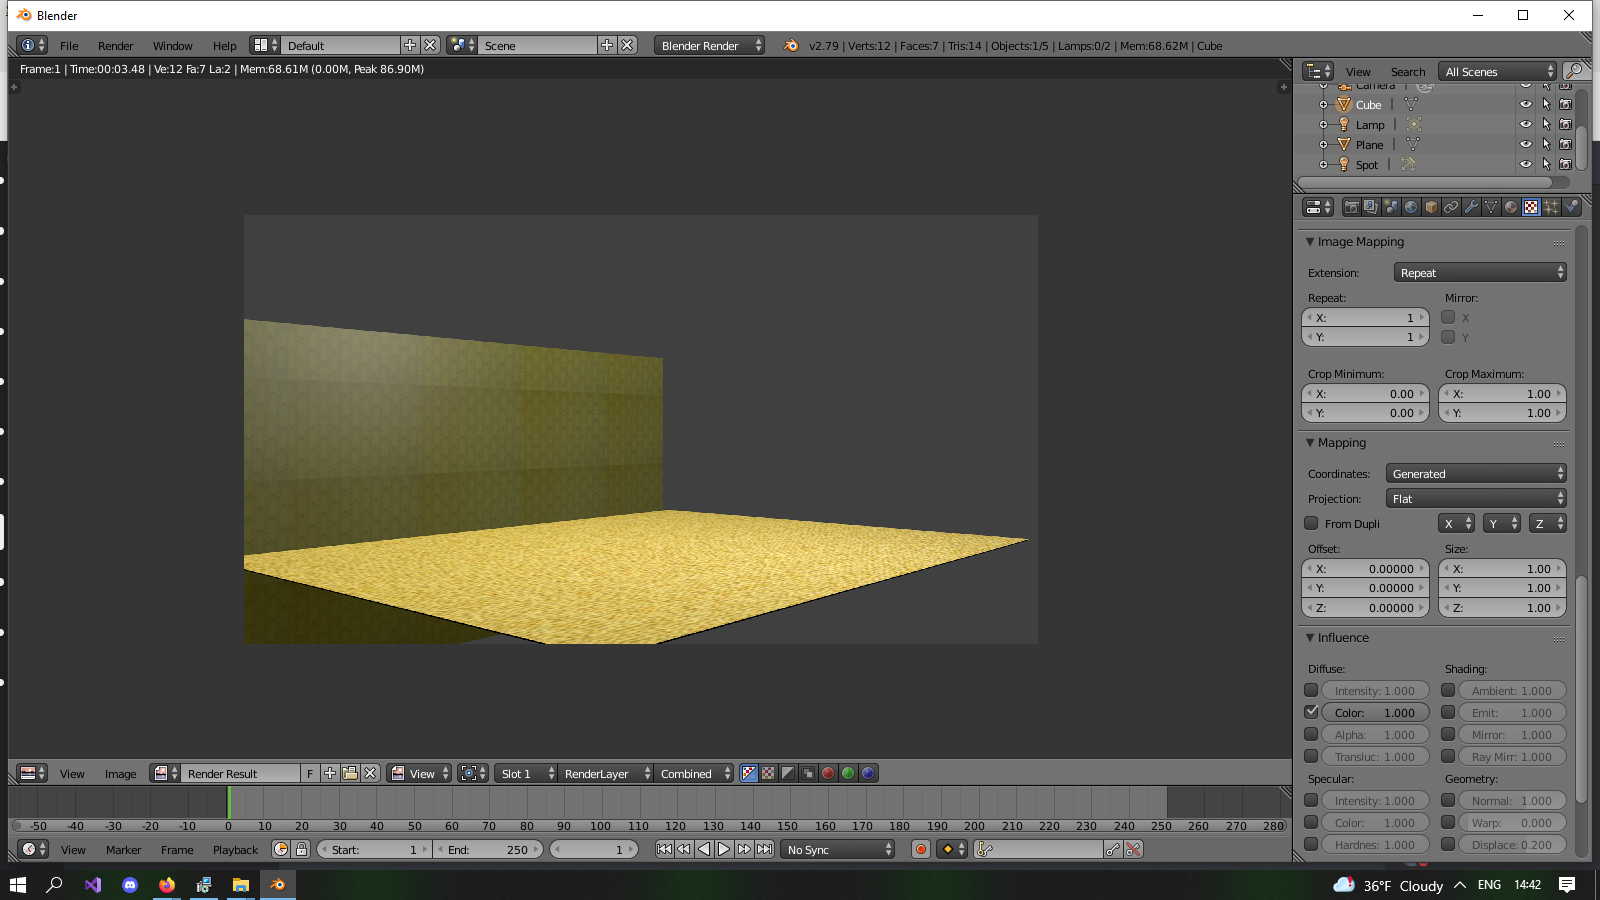 Blender
File Render Window Help Default Scene Blender Render v2.79 | Verts:12 | Faces:7 | Tris:14 | Objects:1/5 | Lamps:0/2 | Mem:68.62M | Cube
Frame:1 | Time:00:03.48 | Ve:12 Fa:7 La:2 | Mem:68.61M (0.00M, Peak 86.90M)
View Search All Scenes
Camera
Cube
Lamp
Plane
Spot
Image Mapping
Extension: Repeat
Repeat: Mirror:
X: 1 X
Y: 1 Y
Crop Minimum: Crop Maximum:
X: 0.00 X: 1.00
Y: 0.00 Y: 1.00
Mapping
Coordinates: Generated
Projection: Flat
From Dupli X Y Z
Offset: Size:
X: 0.00000 X: 1.00
Y: 0.00000 Y: 1.00
Z: 0.00000 Z: 1.00
Influence
Diffuse: Shading:
Intensity: 1.000 Ambient: 1.000
Color: 1.000 Emit: 1.000
Alpha: 1.000 Mirror: 1.000
Transluc: 1.000 Ray Mirr: 1.000
Specular: Geometry:
Intensity: 1.000 Normal: 1.000
Color: 1.000 Warp: 0.000
Hardnes: 1.000 Displace: 0.200
View Image Render Result F View Slot 1 RenderLayer Combined
-50 -40 -30 -20 -10 0 10 20 30 40 50 60 70 80 90 100 110 120 130 140 150 160 170 180 190 200 210 220 230 240 250 260 270 280
View Marker Frame Playback Start: 1 End: 250 1 No Sync
36°F Cloudy ENG 14:42